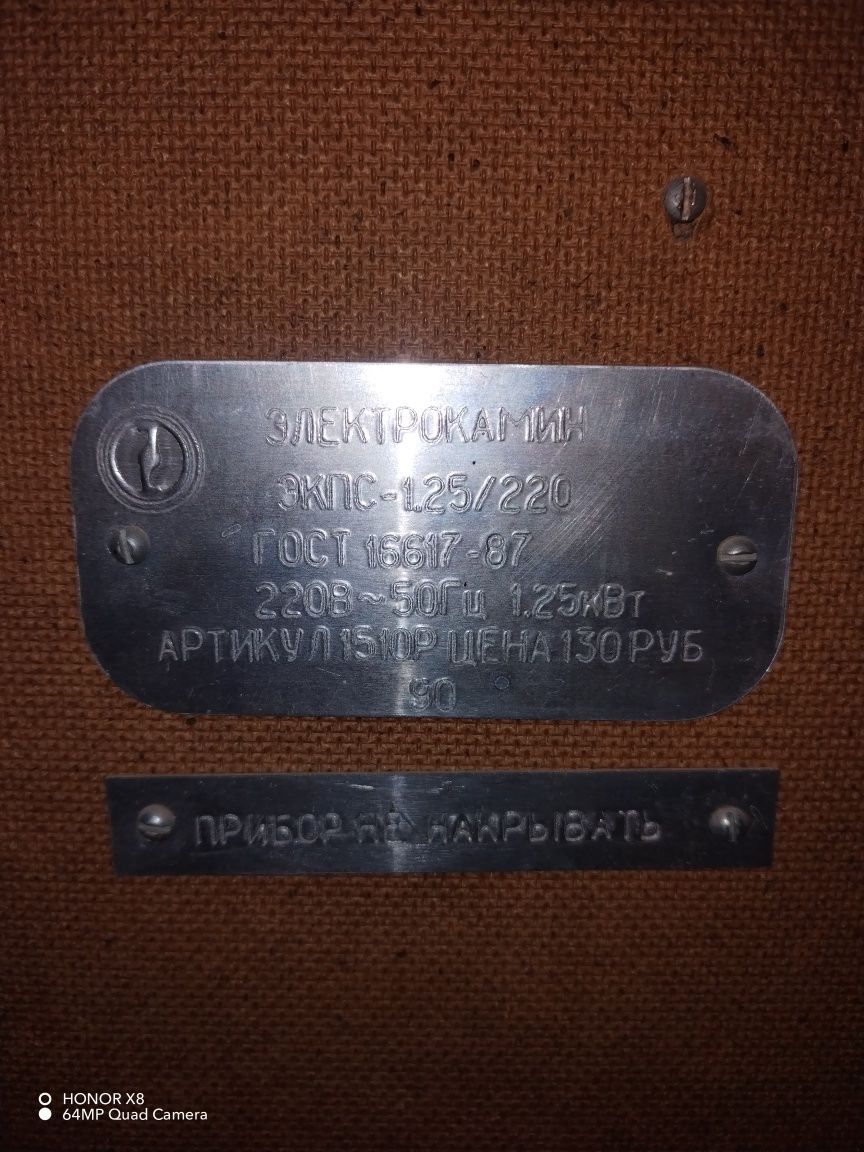 ЭЛЕКТРОКАМИН
ЭКПС-1.25/220
ГОСТ 16617-87
220В~50Гц 1.25кВт
АРТИКУЛ 1510Р ЦЕНА 130 РУБ
90
ПРИБОР НЕ НАКРЫВАТЬ
HONOR X8
64MP Quad Camera